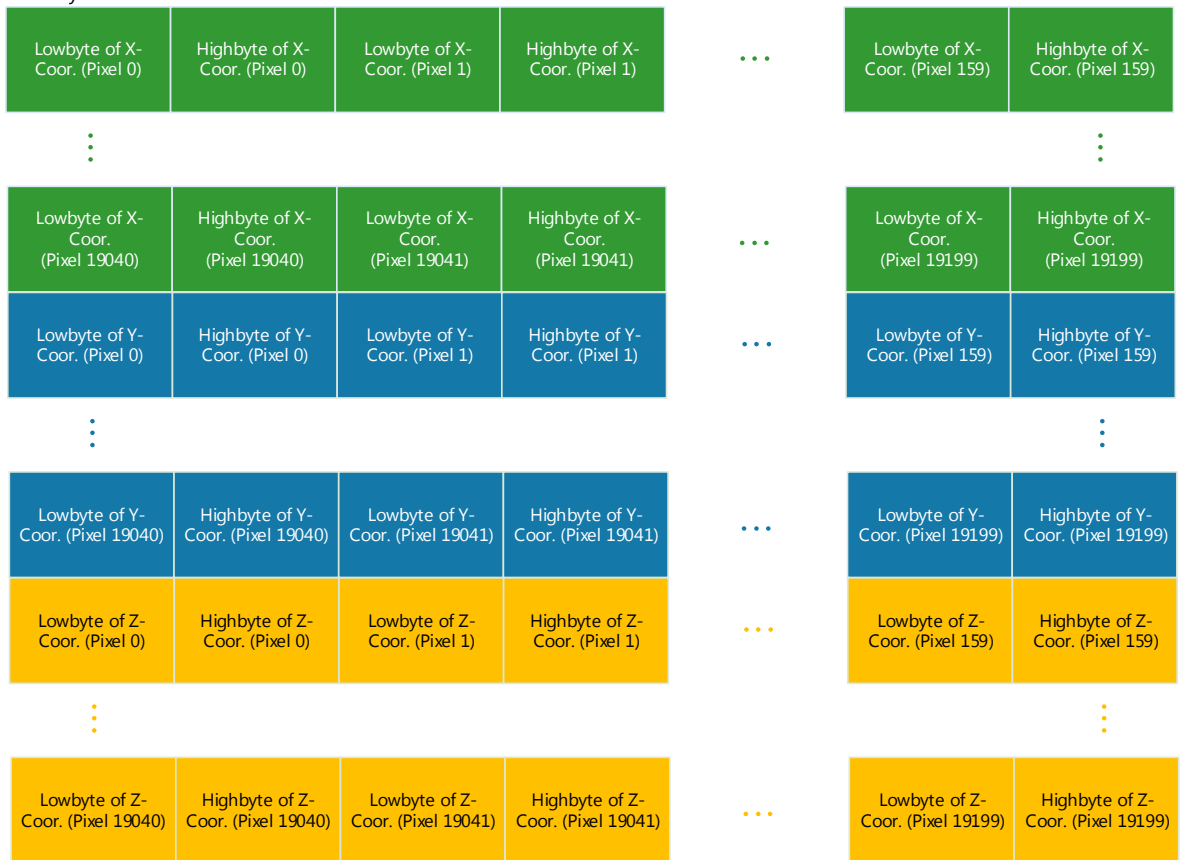 Lowbyte of X-
Coor. (Pixel 0)
Highbyte of X-
Coor. (Pixel 0)
Lowbyte of X-
Coor. (Pixel 1)
Highbyte of X-
Coor. (Pixel 1)
...
Lowbyte of X-
Coor. (Pixel 159)
Highbyte of X-
Coor. (Pixel 159)
Lowbyte of X-
Coor.
(Pixel 19040)
Highbyte of X-
Coor.
(Pixel 19040)
Lowbyte of X-
Coor.
(Pixel 19041)
Highbyte of X-
Coor.
(Pixel 19041)
...
Lowbyte of X-
Coor.
(Pixel 19199)
Highbyte of X-
Coor.
(Pixel 19199)
Lowbyte of Y-
Coor. (Pixel 0)
Highbyte of Y-
Coor. (Pixel 0)
Lowbyte of Y-
Coor. (Pixel 1)
Highbyte of Y-
Coor. (Pixel 1)
...
Lowbyte of Y-
Coor. (Pixel 159)
Highbyte of Y-
Coor. (Pixel 159)
Lowbyte of Y-
Coor. (Pixel 19040)
Highbyte of Y-
Coor. (Pixel 19040)
Lowbyte of Y-
Coor. (Pixel 19041)
Highbyte of Y-
Coor. (Pixel 19041)
...
Lowbyte of Y-
Coor. (Pixel 19199)
Highbyte of Y-
Coor. (Pixel 19199)
Lowbyte of Z-
Coor. (Pixel 0)
Highbyte of Z-
Coor. (Pixel 0)
Lowbyte of Z-
Coor. (Pixel 1)
Highbyte of Z-
Coor. (Pixel 1)
...
Lowbyte of Z-
Coor. (Pixel 159)
Highbyte of Z-
Coor. (Pixel 159)
Lowbyte of Z-
Coor. (Pixel 19040)
Highbyte of Z-
Coor. (Pixel 19040)
Lowbyte of Z-
Coor. (Pixel 19041)
Highbyte of Z-
Coor. (Pixel 19041)
...
Lowbyte of Z-
Coor. (Pixel 19199)
Highbyte of Z-
Coor. (Pixel 19199)